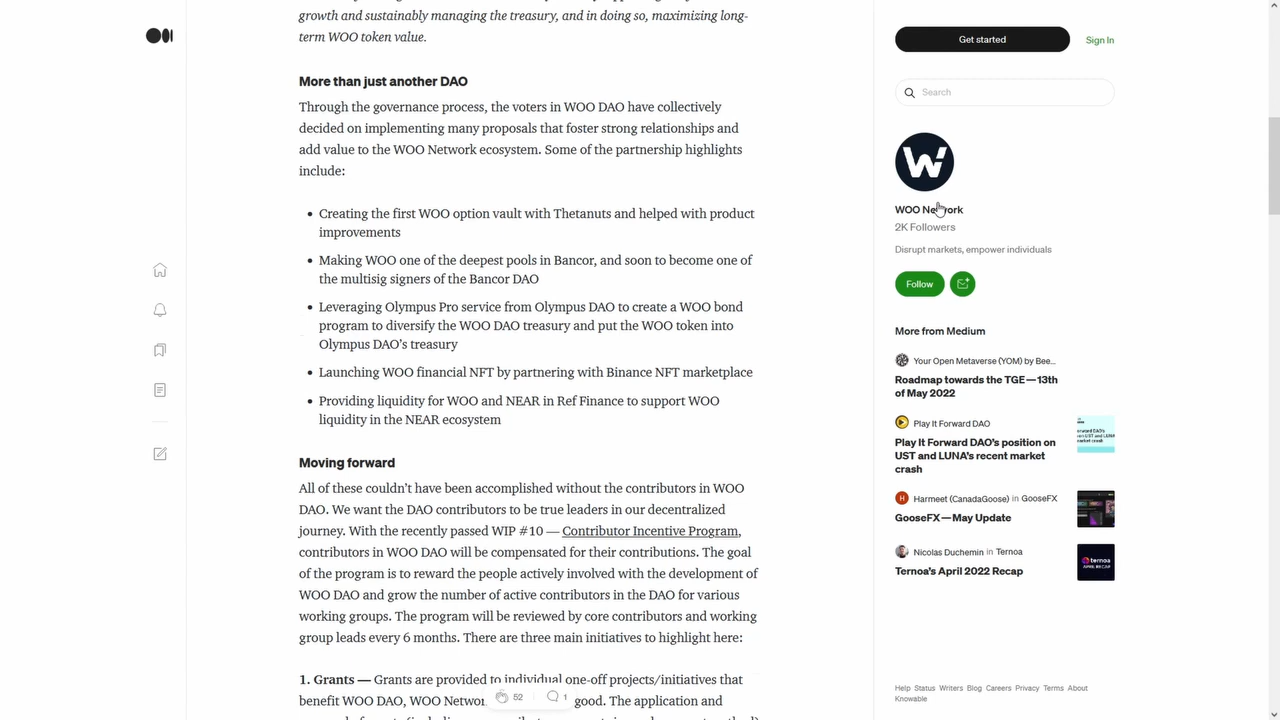 growth and sustainably managing the treasury, and in doing so, maximizing long-
term WOO token value.
More than just another DAO
Through the governance process, the voters in WOO DAO have collectively
decided on implementing many proposals that foster strong relationships and
add value to the WOO Network ecosystem. Some of the partnership highlights
include:
• Creating the first WOO option vault with Thetanuts and helped with product
improvements
• Making WOO one of the deepest pools in Bancor, and soon to become one of
the multisig signers of the Bancor DAO
• Leveraging Olympus Pro service from Olympus DAO to create a WOO bond
program to diversify the WOO DAO treasury and put the WOO token into
Olympus DAO’s treasury
• Launching WOO financial NFT by partnering with Binance NFT marketplace
• Providing liquidity for WOO and NEAR in Ref Finance to support WOO
liquidity in the NEAR ecosystem
Moving forward
All of these couldn’t have been accomplished without the contributors in WOO
DAO. We want the DAO contributors to be true leaders in our decentralized
journey. With the recently passed WIP #10 — Contributor Incentive Program,
contributors in WOO DAO will be compensated for their contributions. The goal
of the program is to reward the people actively involved with the development of
WOO DAO and grow the number of active contributors in the DAO for various
working groups. The program will be reviewed by core contributors and working
group leads every 6 months. There are three main initiatives to highlight here:
1. Grants — Grants are provided to individual one-off projects/initiatives that
benefit WOO DAO, WOO Networ good. The application and
52 1
Get started Sign In
Search
W
WOO Network
2K Followers
Disrupt markets, empower individuals
Follow
More from Medium
Your Open Metaverse (YOM) by Bee...
Roadmap towards the TGE — 13th
of May 2022
Play It Forward DAO
Play It Forward DAO’s position on
UST and LUNA’s recent market
crash
H Harmeet (CanadaGoose) in GooseFX
GooseFX — May Update
Nicolas Duchemin in Ternoa
Ternoa’s April 2022 Recap
ternoa
APRIL RECAP
Help Status Writers Blog Careers Privacy Terms About
Knowable